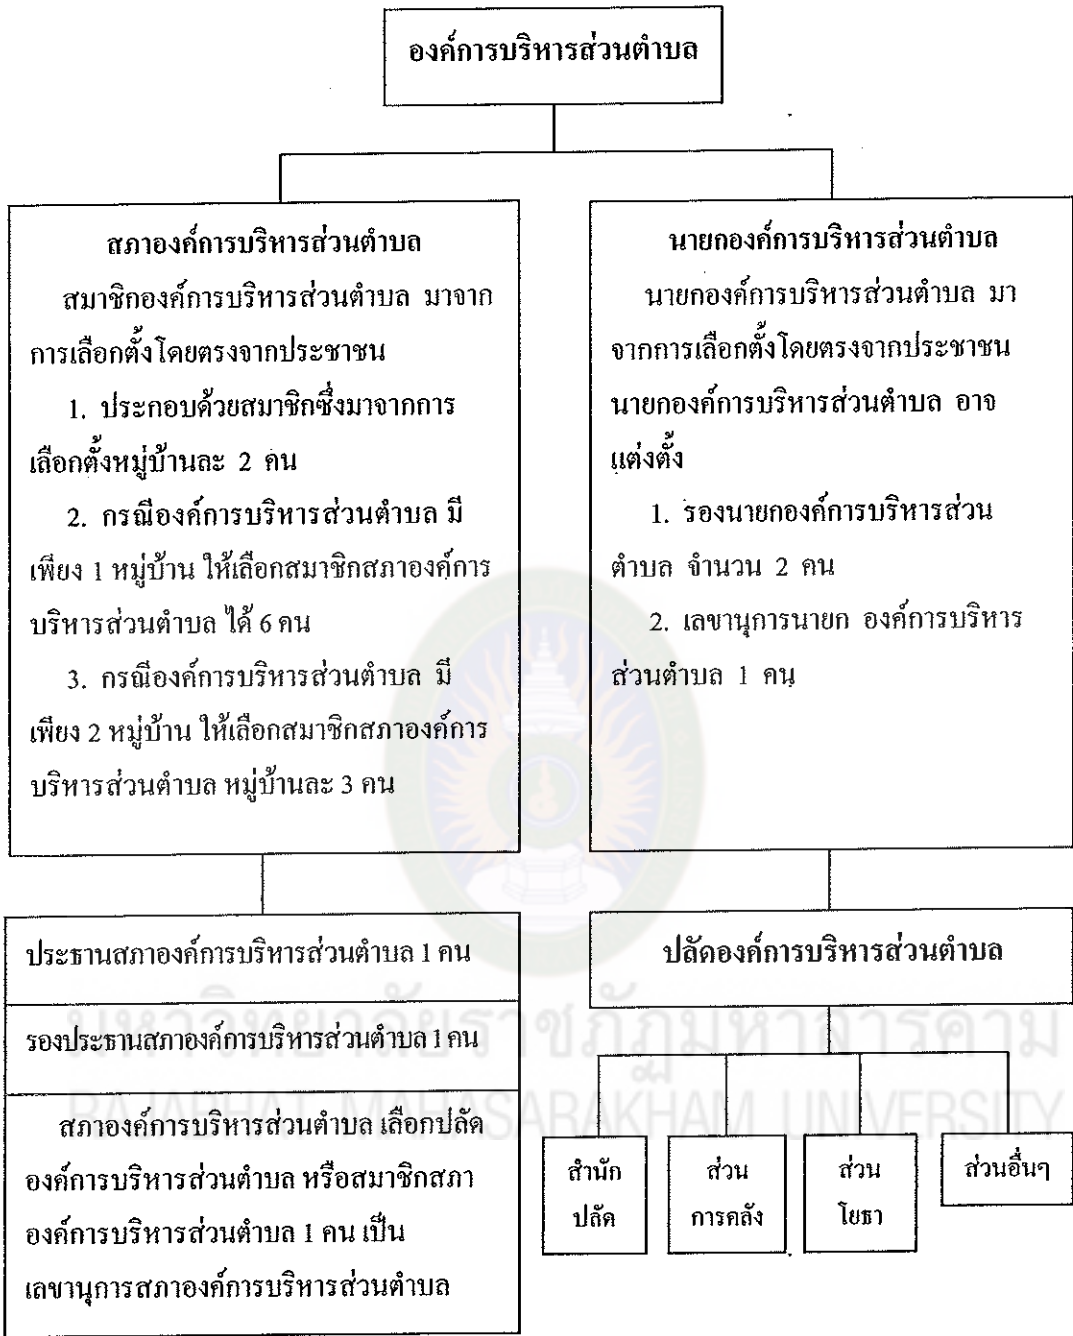 องค์การบริหารส่วนตำบล
สภาองค์การบริหารส่วนตำบล
สมาชิกองค์การบริหารส่วนตำบล มาจาก
การเลือกตั้งโดยตรงจากประชาชน
1. ประกอบด้วยสมาชิกซึ่งมาจากการ
เลือกตั้งหมู่บ้านละ 2 คน
2. กรณีองค์การบริหารส่วนตำบล มี
เพียง 1 หมู่บ้าน ให้เลือกสมาชิกสภาองค์การ
บริหารส่วนตำบล ได้ 6 คน
3. กรณีองค์การบริหารส่วนตำบล มี
เพียง 2 หมู่บ้าน ให้เลือกสมาชิกสภาองค์การ
บริหารส่วนตำบล หมู่บ้านละ 3 คน
นายกองค์การบริหารส่วนตำบล
นายกองค์การบริหารส่วนตำบล มา
จากการเลือกตั้งโดยตรงจากประชาชน
นายกองค์การบริหารส่วนตำบล อาจ
แต่งตั้ง
1. รองนายกองค์การบริหารส่วน
ตำบล จำนวน 2 คน
2. เลขานุการนายก องค์การบริหาร
ส่วนตำบล 1 คน
ประธานสภาองค์การบริหารส่วนตำบล 1 คน
รองประธานสภาองค์การบริหารส่วนตำบล 1 คน
สภาองค์การบริหารส่วนตำบล เลือกปลัด
องค์การบริหารส่วนตำบล หรือสมาชิกสภา
องค์การบริหารส่วนตำบล 1 คน เป็น
เลขานุการสภาองค์การบริหารส่วนตำบล
ปลัดองค์การบริหารส่วนตำบล
สำนัก
ปลัด
ส่วน
การคลัง
ส่วน
โยธา
ส่วนอื่นๆ
มหาวิทยาลัยราชภัฏมหาสารคาม
RAJABHAT MAHASARAKHAM UNIVERSITY